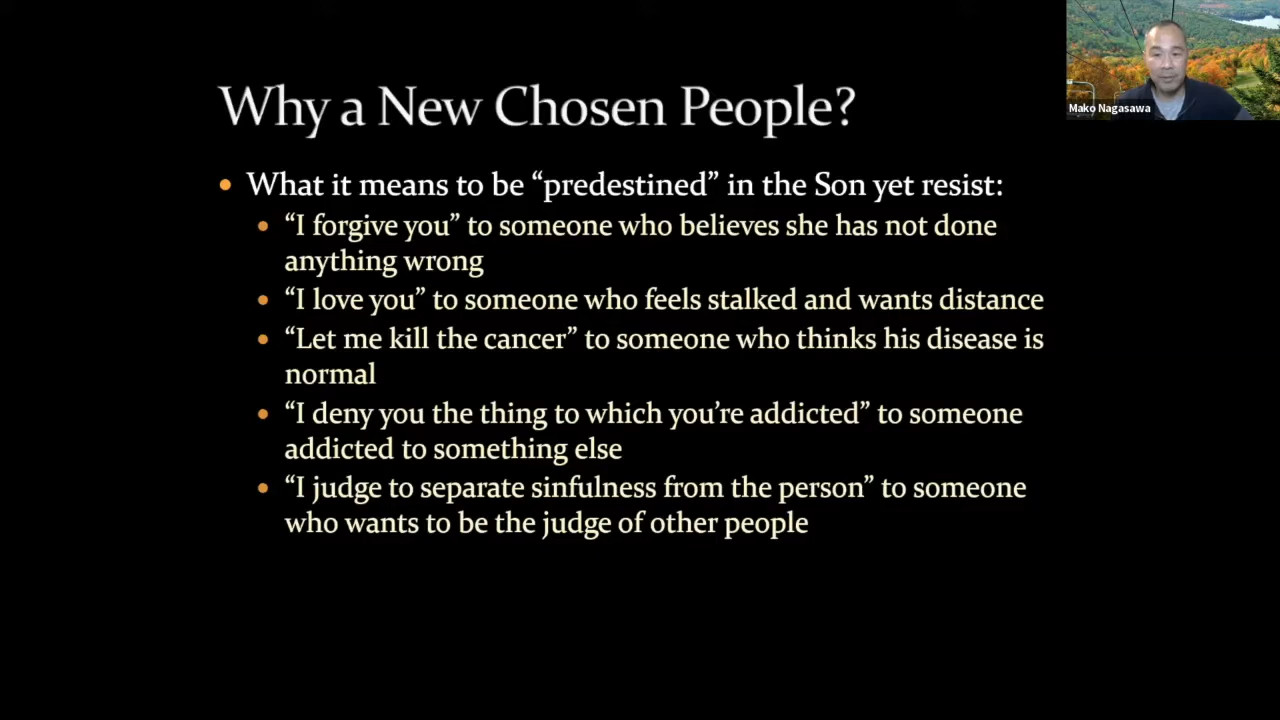 Why a New Chosen People?
Mako Nagasawa
• What it means to be “predestined” in the Son yet resist:
• “I forgive you” to someone who believes she has not done
anything wrong
• “I love you” to someone who feels stalked and wants distance
• “Let me kill the cancer” to someone who thinks his disease is
normal
• “I deny you the thing to which you’re addicted” to someone
addicted to something else
• “I judge to separate sinfulness from the person” to someone
who wants to be the judge of other people